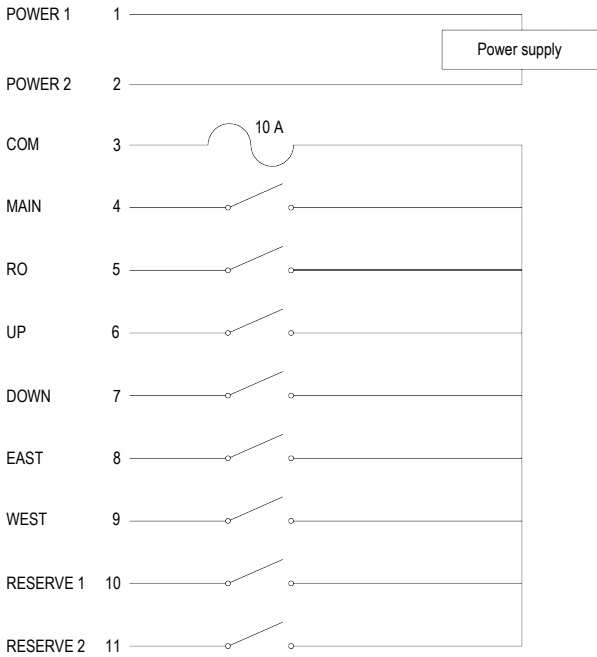 POWER 1 1
Power supply
POWER 2 2
10 A
COM 3
MAIN 4
RO 5
UP 6
DOWN 7
EAST 8
WEST 9
RESERVE 1 10
RESERVE 2 11